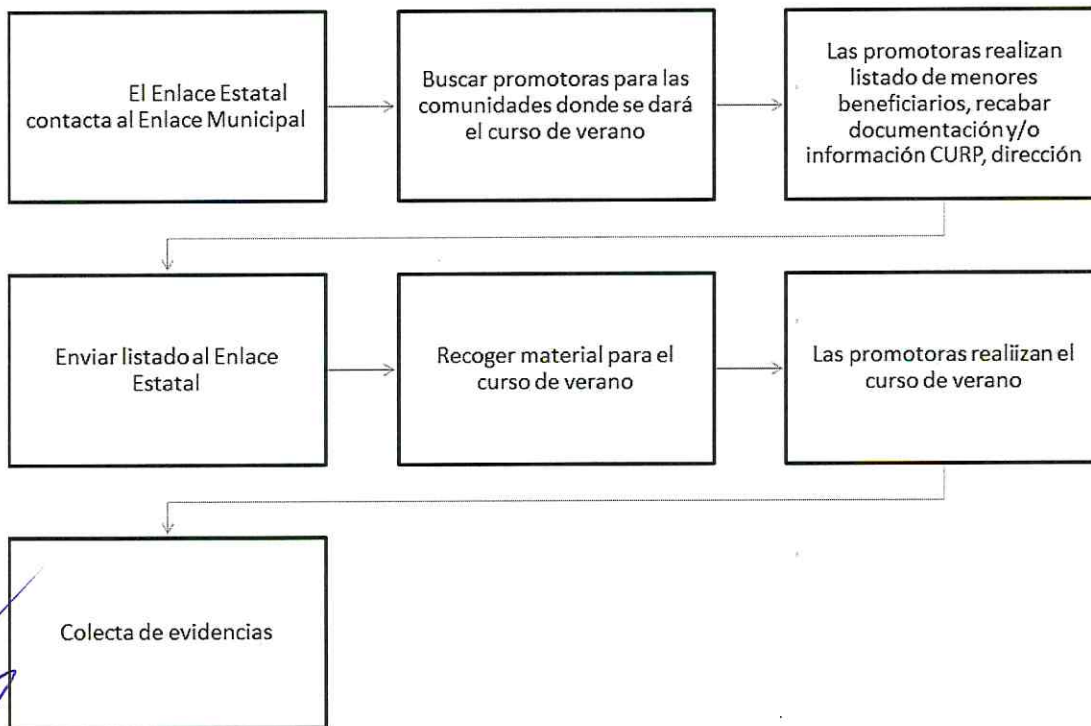 El Enlace Estatal
contacta al Enlace Municipal
Buscar promotoras para las
comunidades donde se dará
el curso de verano
Las promotoras realizan
listado de menores
beneficiarios, recabar
documentación y/o
información CURP, dirección
Enviar listado al Enlace
Estatal
Recoger material para el
curso de verano
Las promotoras realiizan el
curso de verano
Colecta de evidencias